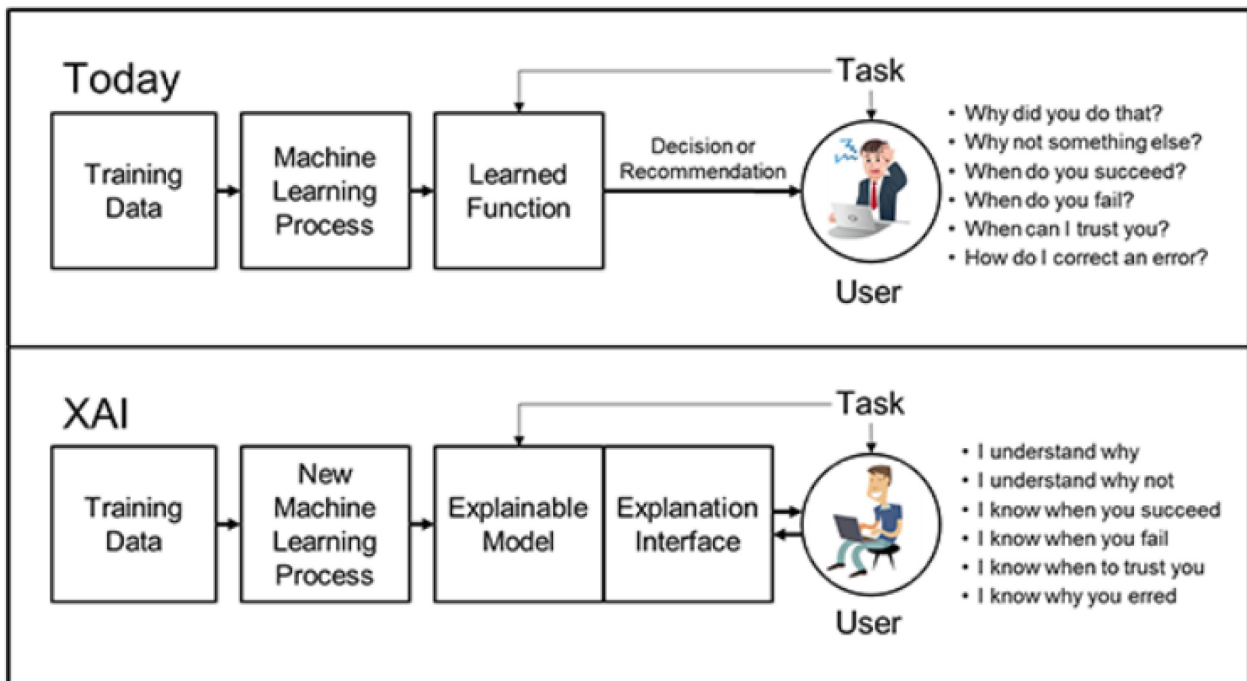 Today
Training
Data
Machine
Learning
Process
Learned
Function
Decision or
Recommendation
Task
User
• Why did you do that?
• Why not something else?
• When do you succeed?
• When do you fail?
• When can I trust you?
• How do I correct an error?
XAI
Training
Data
New
Machine
Learning
Process
Explainable
Model
Explanation
Interface
Task
User
• I understand why
• I understand why not
• I know when you succeed
• I know when you fail
• I know when to trust you
• I know why you erred